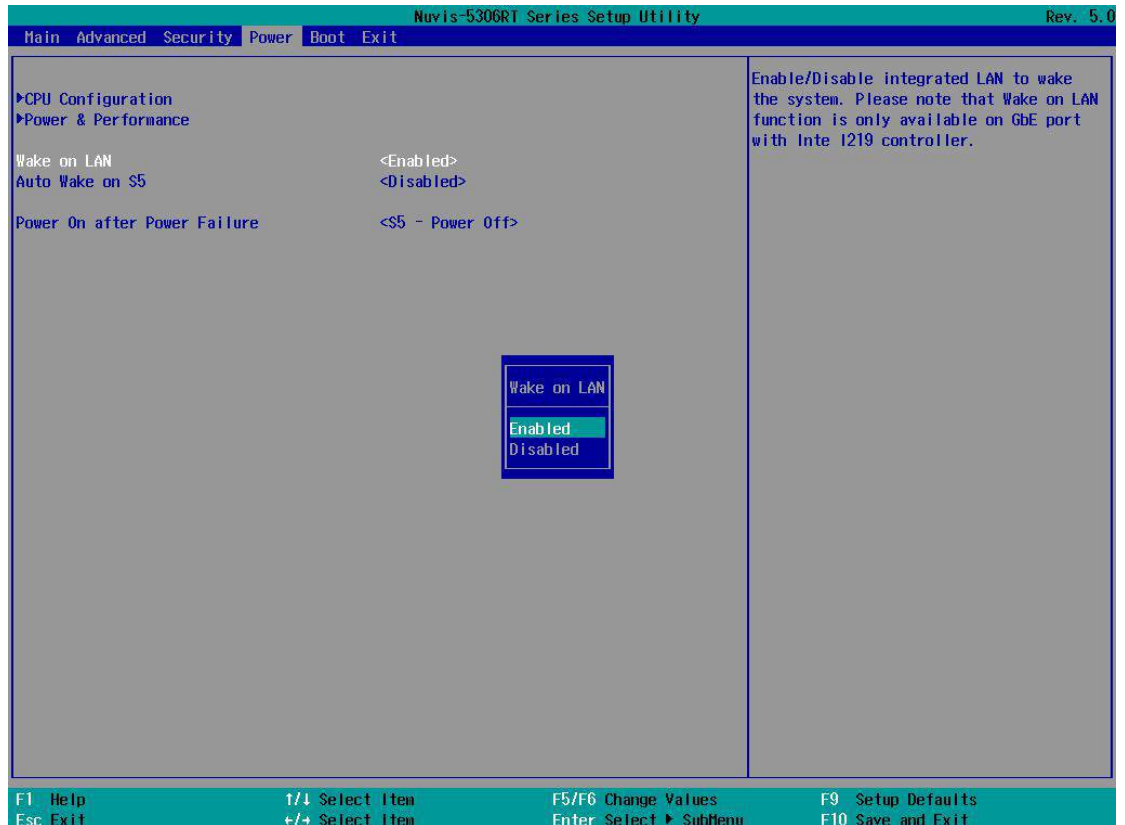 Nuvis-5306RT Series Setup Utility Rev. 5.0
Main Advanced Security Power Boot Exit
▶CPU Configuration
▶Power & Performance
Wake on LAN <Enabled>
Auto Wake on S5 <Disabled>
Power On after Power Failure <S5 - Power Off>
Enable/Disable integrated LAN to wake
the system. Please note that Wake on LAN
function is only available on GbE port
with Inte I219 controller.
Wake on LAN
Enabled
Disabled
F1 Help ↑/↓ Select Item F5/F6 Change Values F9 Setup Defaults
Esc Exit ←/→ Select Item Enter Select ▶ SubMenu F10 Save and Exit